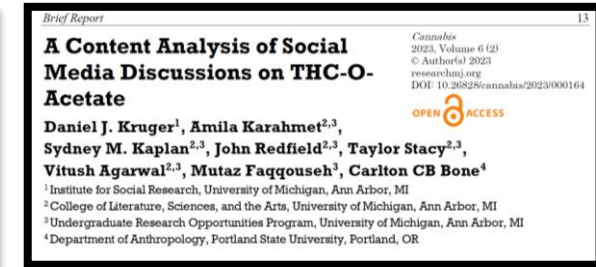 Brief Report
13
A Content Analysis of Social
Media Discussions on THC-O-
Acetate
Cannabis
2023, Volume 6 (2)
© Author(s) 2023
researchmj.org
DOI: 10.26828/cannabis/2023/000164
OPEN ACCESS
Daniel J. Kruger¹, Amila Karahmet²,³,
Sydney M. Kaplan²,³, John Redfield²,³, Taylor Stacy²,³,
Vitush Agarwal²,³, Mutaz Faqqouseh³, Carlton CB Bone⁴
¹ Institute for Social Research, University of Michigan, Ann Arbor, MI
² College of Literature, Sciences, and the Arts, University of Michigan, Ann Arbor, MI
³ Undergraduate Research Opportunities Program, University of Michigan, Ann Arbor, MI
⁴ Department of Anthropology, Portland State University, Portland, OR